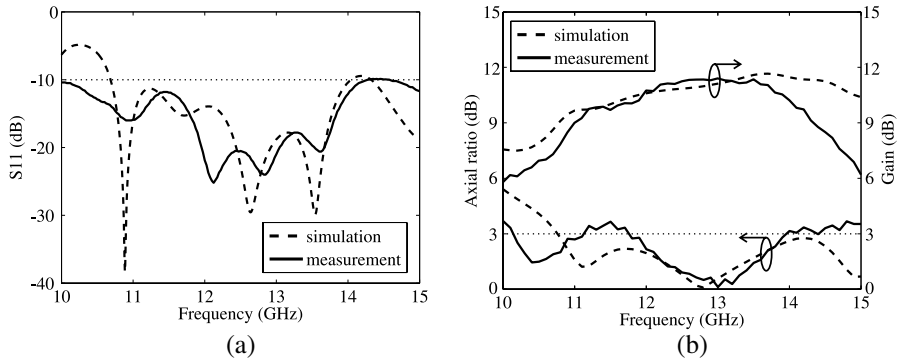 0
-10
-20
-30
-40
S11 (dB)
simulation
measurement
10 11 12 13 14 15
Frequency (GHz)
(a)
15
12
9
6
3
0
Axial ratio (dB)
simulation
measurement
15
12
9
6
3
0
Gain (dB)
10 11 12 13 14 15
Frequency (GHz)
(b)